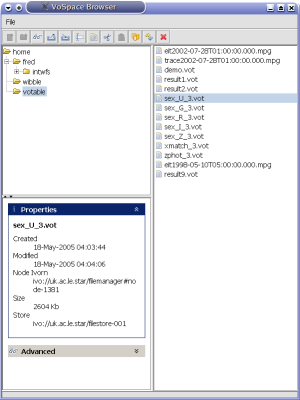 VoSpace Browser
File
home
fred
intwfs
wibble
votable
eit2002-07-28T01:00:00.000.mpg
trace2002-07-28T01:00:00.000.mpg
demo.vot
result1.vot
result2.vot
sex_U_3.vot
sex_G_3.vot
sex_R_3.vot
sex_I_3.vot
sex_Z_3.vot
xmatch_3.vot
zphot_3.vot
eit1998-05-10T05:00:00.000.mpg
result9.vot
Properties
sex_U_3.vot
Created
18-May-2005 04:03:44
Modified
18-May-2005 04:04:06
Node Ivorn
ivo://uk.ac.le.star/filemanager#no
de-1381
Size
2604 Kb
Store
ivo://uk.ac.le.star/filestore-001
Advanced